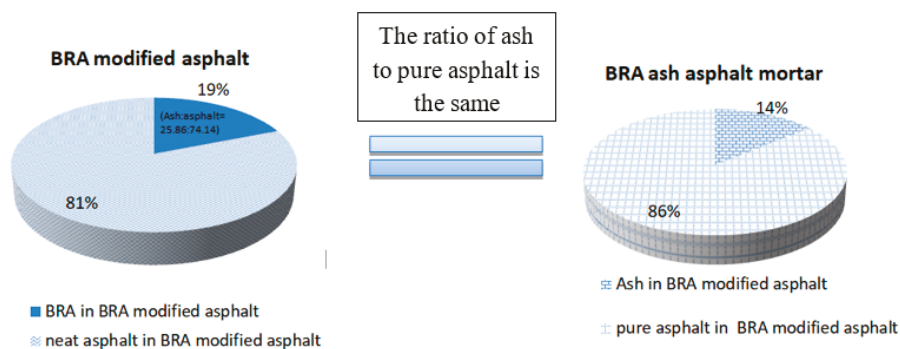 BRA modified asphalt
19%
(Ash:asphalt=
25.86:74.14)
81%
BRA in BRA modified asphalt
neat asphalt in BRA modified asphalt
The ratio of ash
to pure asphalt is
the same
BRA ash asphalt mortar
14%
86%
Ash in BRA modified asphalt
pure asphalt in BRA modified asphalt